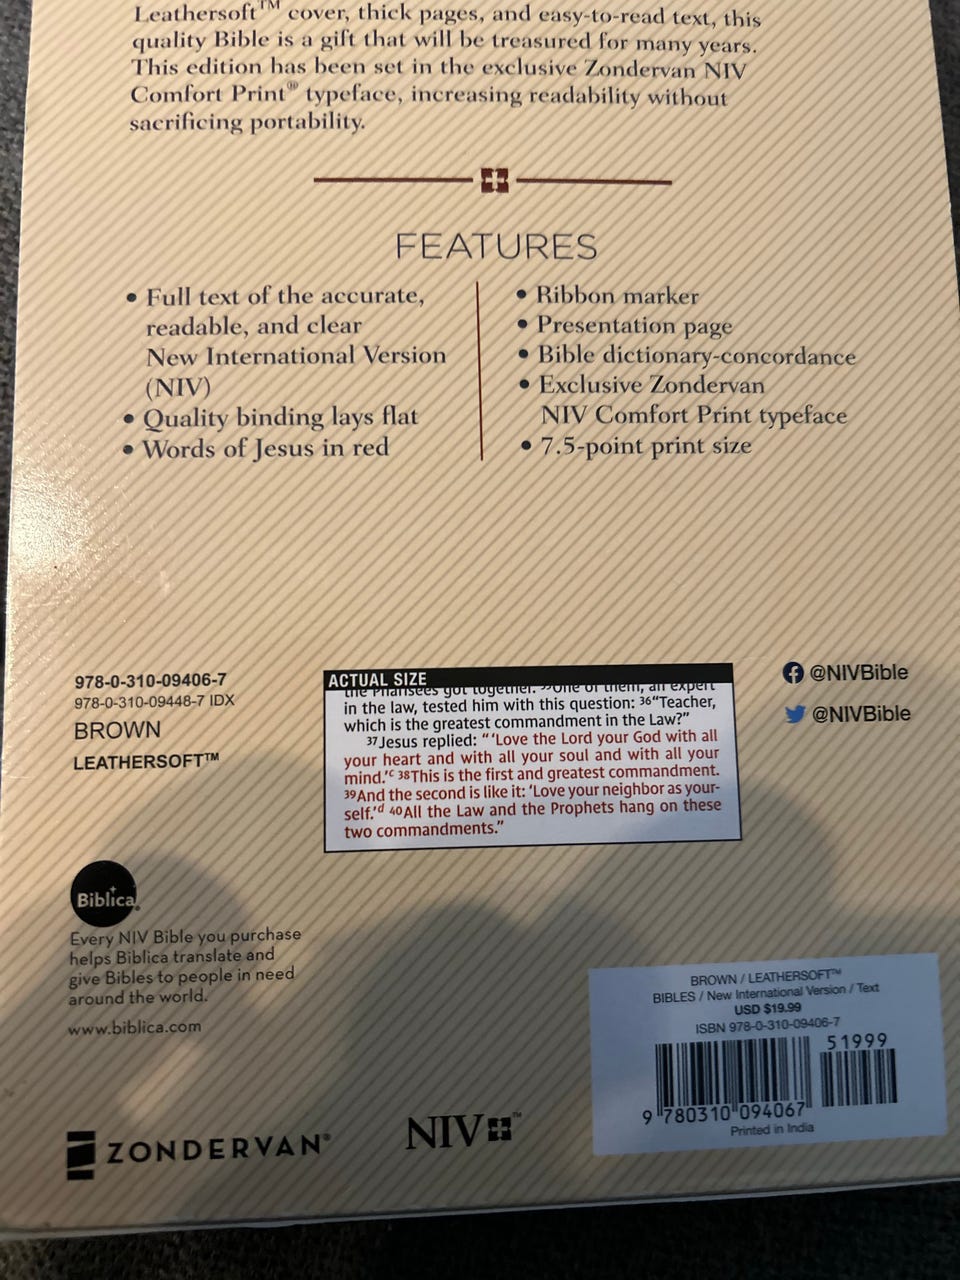 Leathersoft™ cover, thick pages, and easy-to-read text, this
quality Bible is a gift that will be treasured for many years.
This edition has been set in the exclusive Zondervan NIV
Comfort Print® typeface, increasing readability without
sacrificing portability.
FEATURES
• Full text of the accurate,
readable, and clear
New International Version
(NIV)
• Quality binding lays flat
• Words of Jesus in red
• Ribbon marker
• Presentation page
• Bible dictionary-concordance
• Exclusive Zondervan
NIV Comfort Print typeface
• 7.5-point print size
978-0-310-09406-7
978-0-310-09448-7 IDX
BROWN
LEATHERSOFT™
ACTUAL SIZE
the Pharisees got together. 35One of them, an expert
in the law, tested him with this question: 36“Teacher,
which is the greatest commandment in the Law?”
37Jesus replied: “‘Love the Lord your God with all
your heart and with all your soul and with all your
mind.’c 38This is the first and greatest commandment.
39And the second is like it: ‘Love your neighbor as your-
self.’d 40All the Law and the Prophets hang on these
two commandments.”
@NIVBible
@NIVBible
Biblica®
Every NIV Bible you purchase
helps Biblica translate and
give Bibles to people in need
around the world.
www.biblica.com
ZONDERVAN®
NIV™
BROWN / LEATHERSOFT™
BIBLES / New International Version / Text
USD $19.99
ISBN 978-0-310-09406-7
51999
9 780310 094067
Printed in India